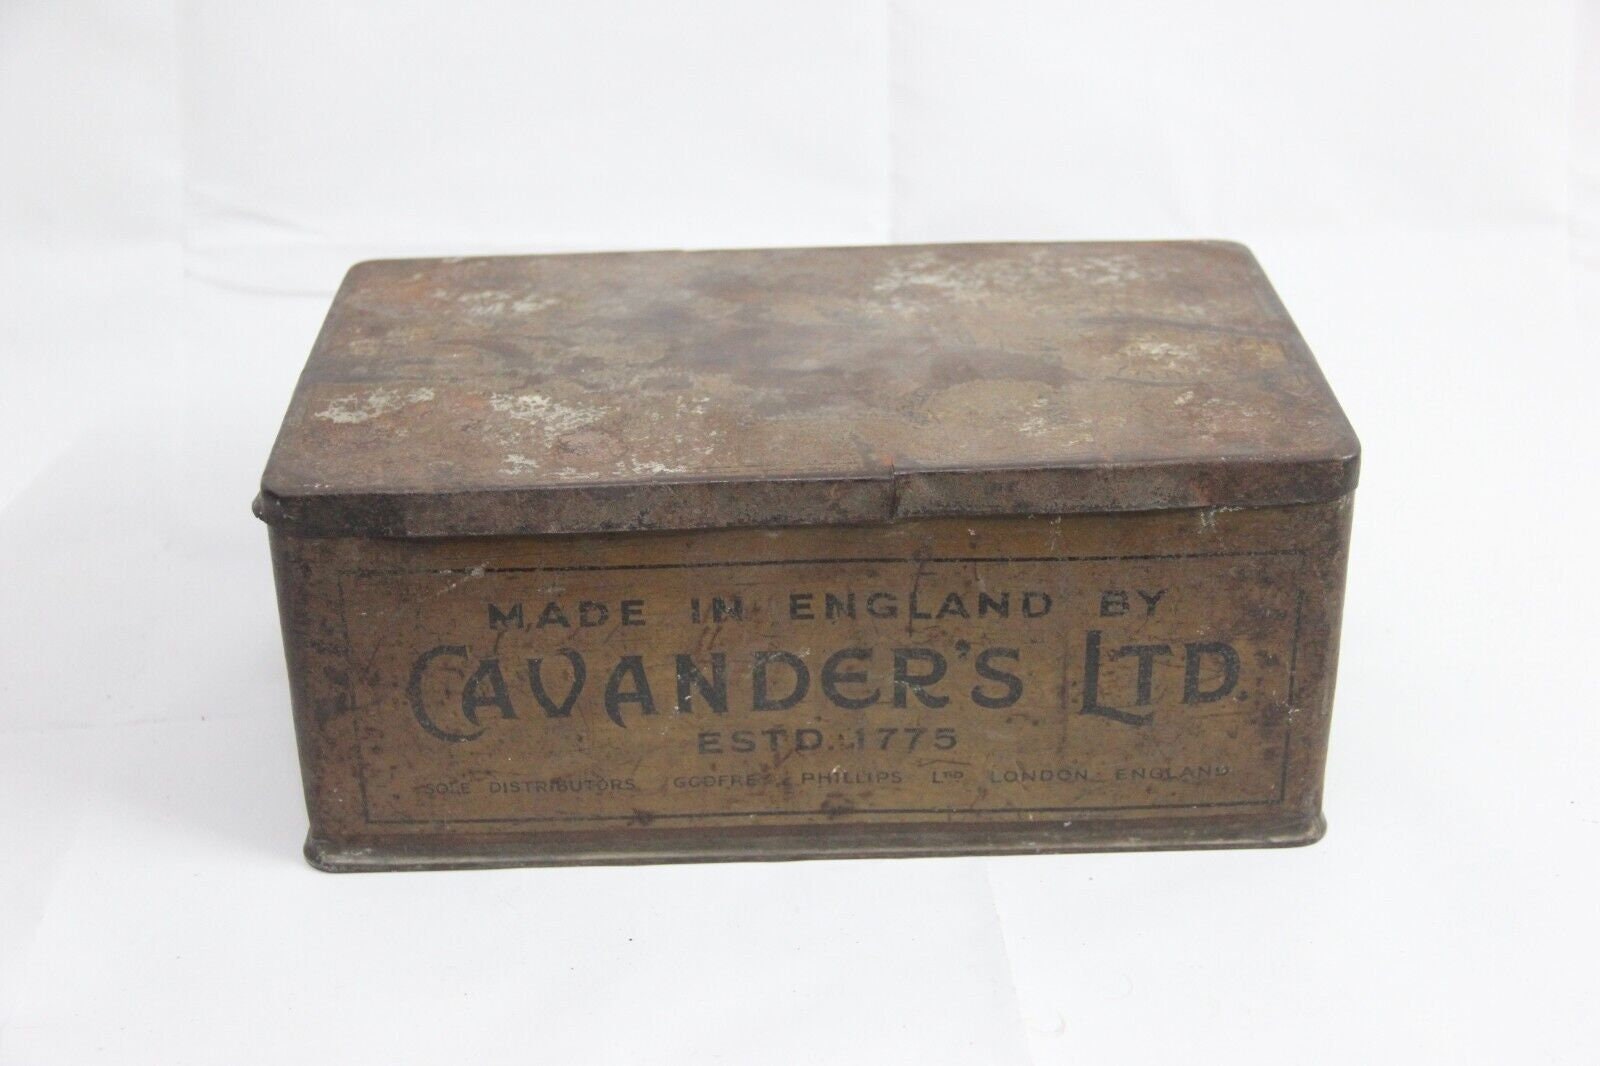 MADE IN ENGLAND BY
CAVANDER'S LTD.
ESTD. 1775
SOLE DISTRIBUTORS GODFREY PHILLIPS LTD LONDON ENGLAND